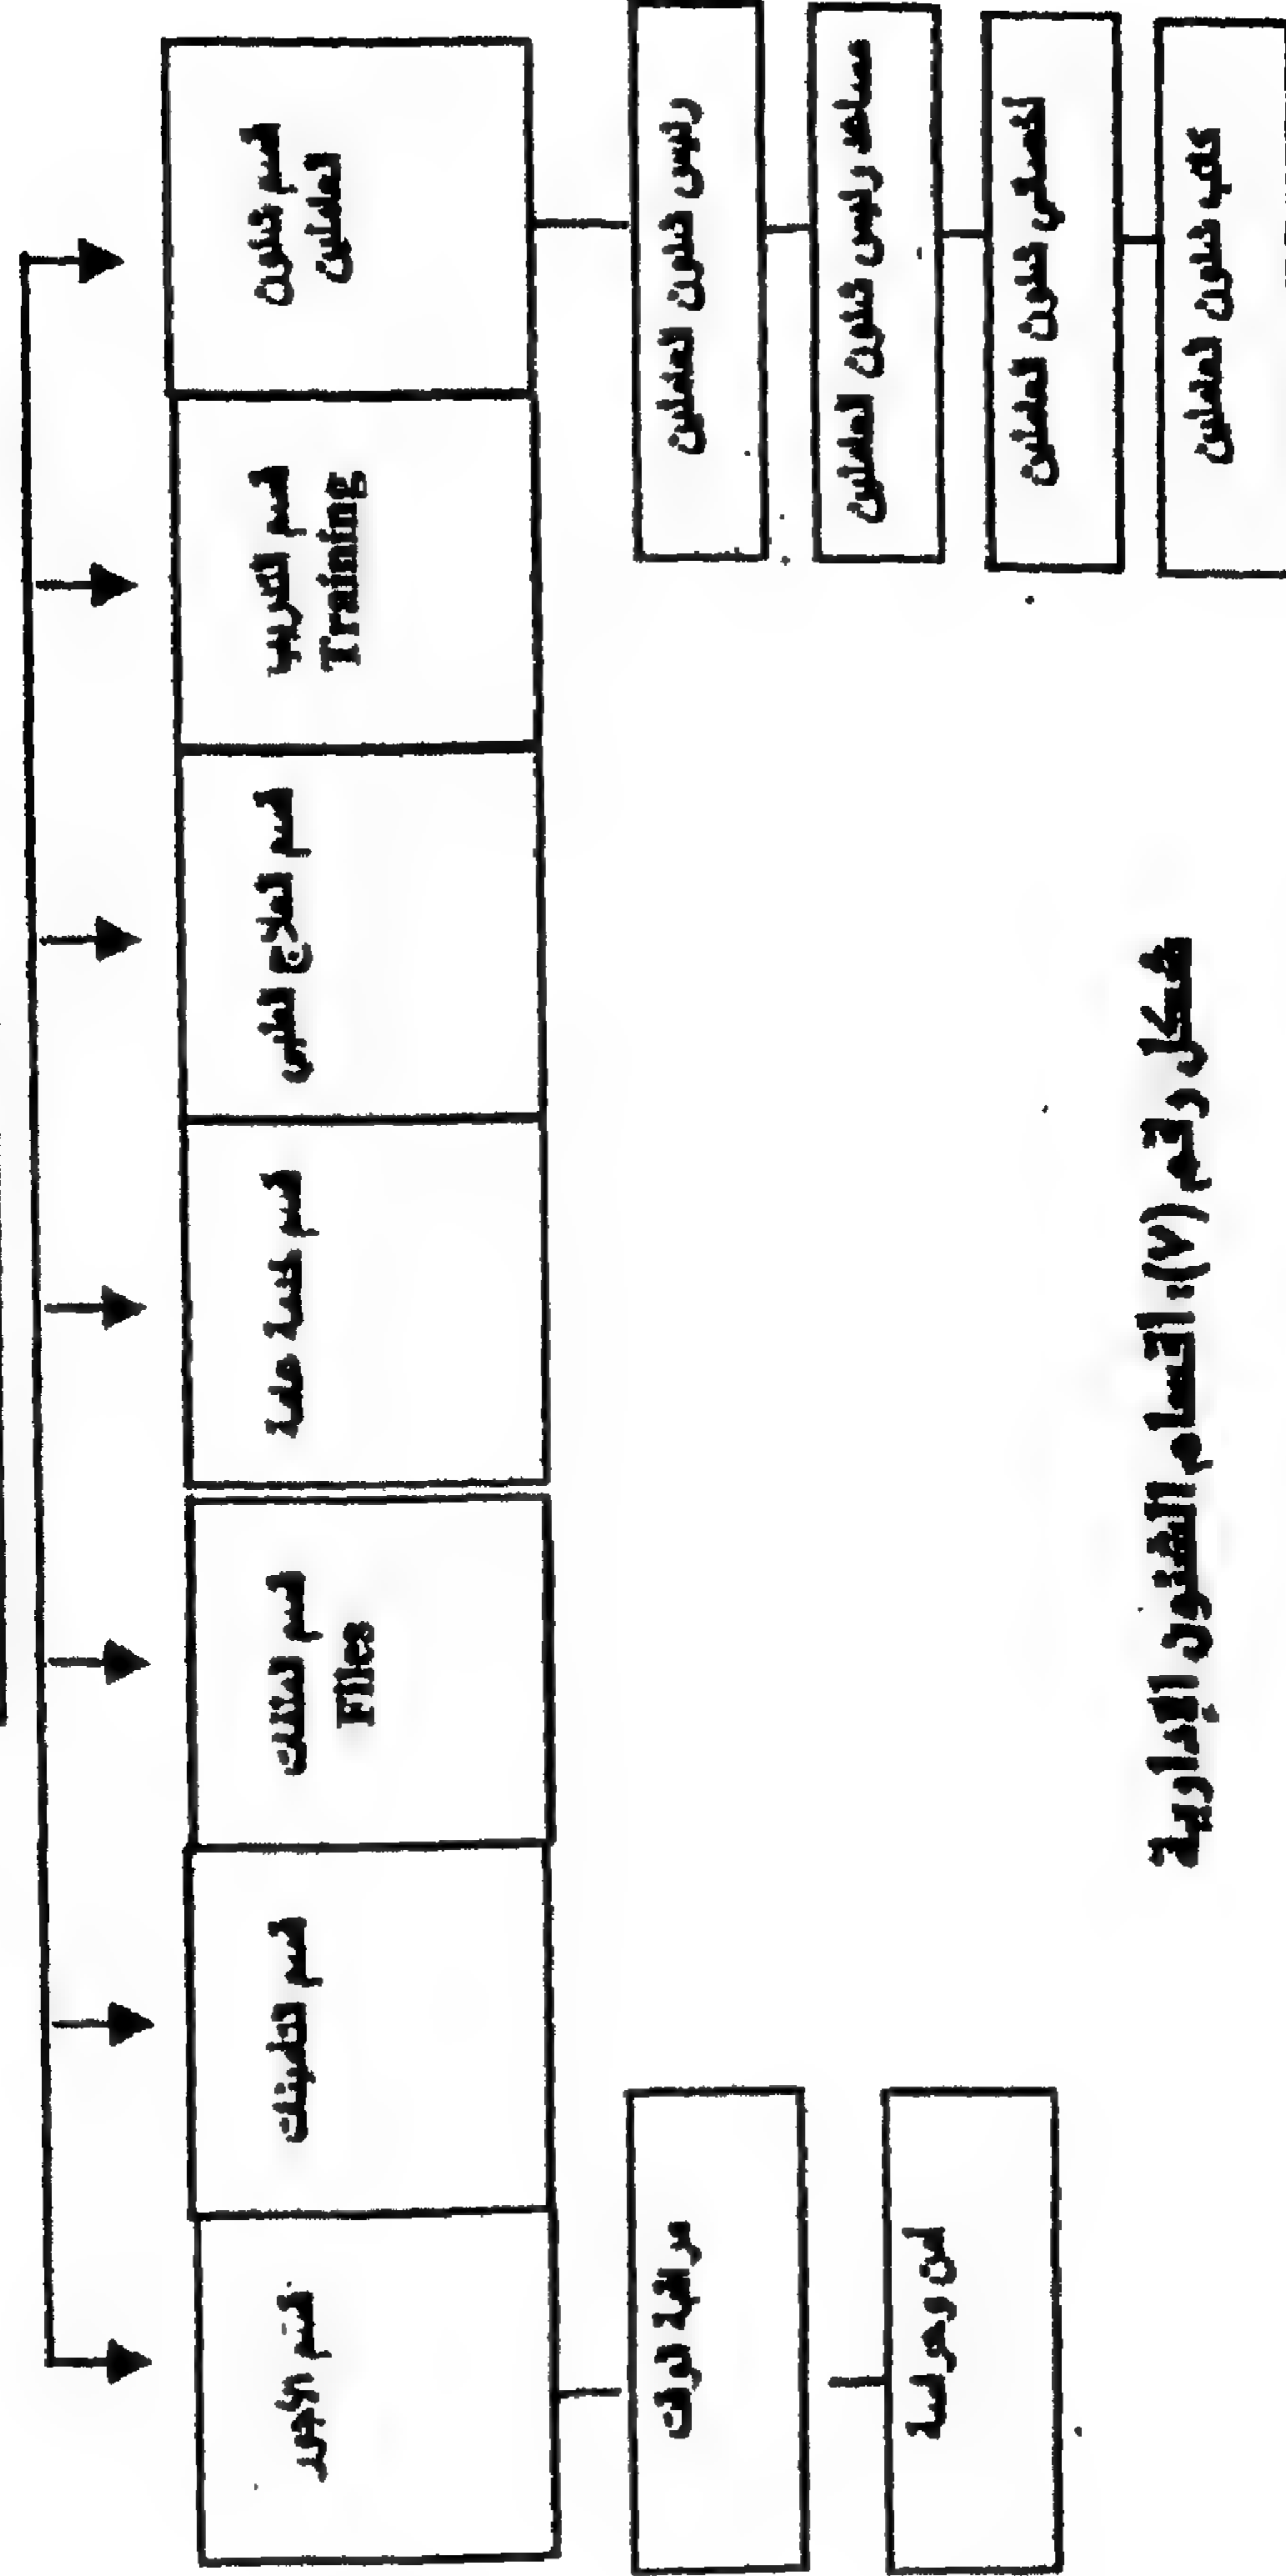 قسم شئون
العاملين
قسم التدريب
Training
قسم العلاج الطبى
قسم خدمة عامة
قسم الملفات
Files
قسم التأمينات
قسم الأجور
رئيس شئون العاملين
مساعد رئيس شئون العاملين
أخصائي شئون العاملين
كاتب شئون العاملين
مراقبة الوقت
أمن وحراسة
شكل رقم (٧): أقسام الشئون الإدارية